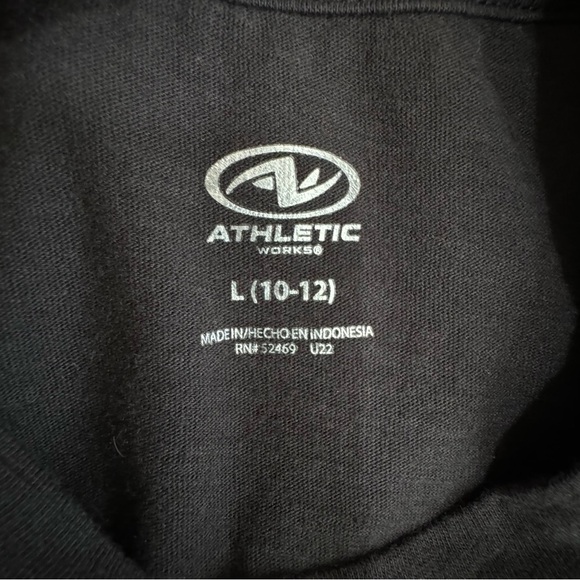 ATHLETIC
WORKS®
L (10-12)
MADE IN/HECHO EN INDONESIA
RN# 52469 U22